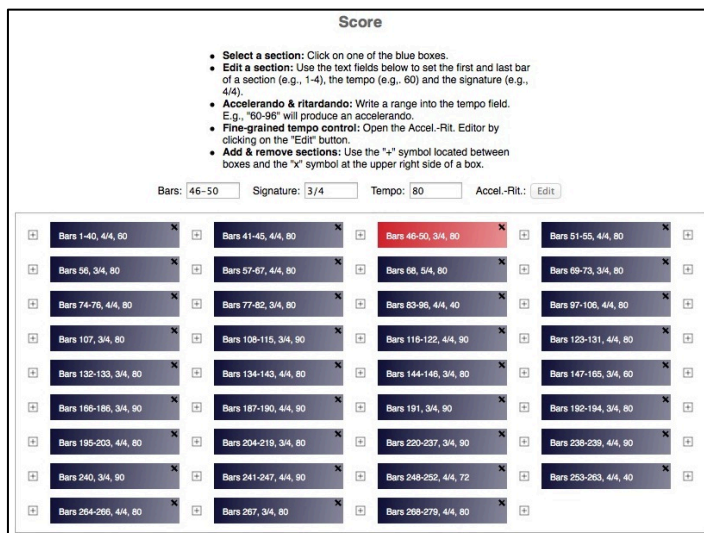 Score
• Select a section: Click on one of the blue boxes.
• Edit a section: Use the text fields below to set the first and last bar
of a section (e.g., 1-4), the tempo (e.g,. 60) and the signature (e.g.,
4/4).
• Accelerando & ritardando: Write a range into the tempo field.
E.g., "60-96" will produce an accelerando.
• Fine-grained tempo control: Open the Accel.-Rit. Editor by
clicking on the "Edit" button.
• Add & remove sections: Use the "+" symbol located between
boxes and the "x" symbol at the upper right side of a box.
Bars: 46-50 Signature: 3/4 Tempo: 80 Accel.-Rit.: Edit
Bars 1-40, 4/4, 60 Bars 41-45, 4/4, 80 Bars 46-50, 3/4, 80 Bars 51-55, 4/4, 80
Bars 56, 3/4, 80 Bars 57-67, 4/4, 80 Bars 68, 5/4, 80 Bars 69-73, 3/4, 80
Bars 74-76, 4/4, 80 Bars 77-82, 3/4, 80 Bars 83-96, 4/4, 40 Bars 97-106, 4/4, 80
Bars 107, 3/4, 80 Bars 108-115, 3/4, 90 Bars 116-122, 4/4, 90 Bars 123-131, 4/4, 80
Bars 132-133, 3/4, 80 Bars 134-143, 4/4, 80 Bars 144-146, 3/4, 80 Bars 147-165, 3/4, 60
Bars 166-186, 3/4, 90 Bars 187-190, 4/4, 90 Bars 191, 3/4, 90 Bars 192-194, 3/4, 80
Bars 195-203, 4/4, 80 Bars 204-219, 3/4, 80 Bars 220-237, 3/4, 90 Bars 238-239, 4/4, 90
Bars 240, 3/4, 90 Bars 241-247, 4/4, 90 Bars 248-252, 4/4, 72 Bars 253-263, 4/4, 40
Bars 264-266, 4/4, 80 Bars 267, 3/4, 80 Bars 268-279, 4/4, 80